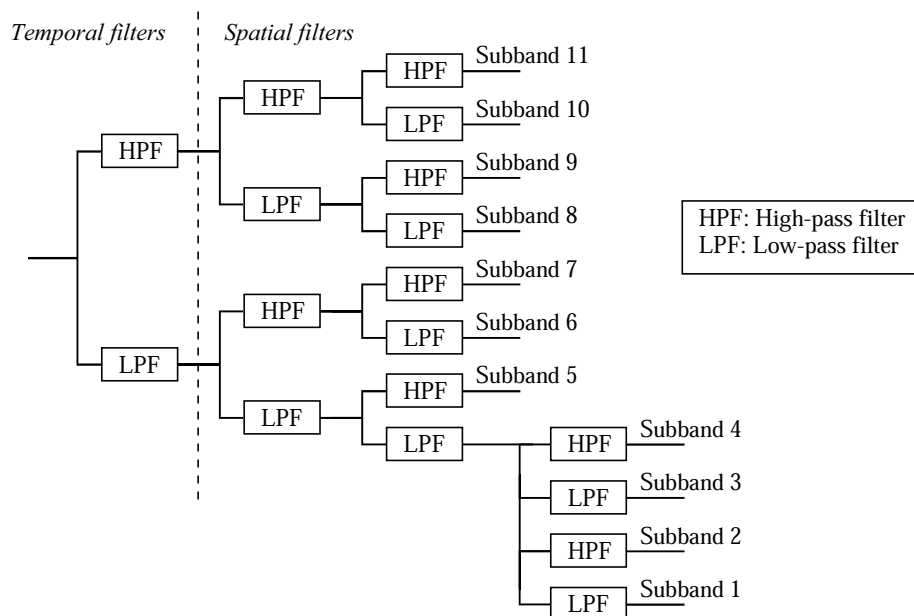 Temporal filters
Spatial filters
HPF
Subband 11
HPF
LPF
Subband 10
HPF
HPF
Subband 9
LPF
LPF
Subband 8
HPF: High-pass filter
LPF: Low-pass filter
HPF
Subband 7
HPF
LPF
Subband 6
LPF
HPF
Subband 5
LPF
LPF
HPF
Subband 4
LPF
Subband 3
HPF
Subband 2
LPF
Subband 1